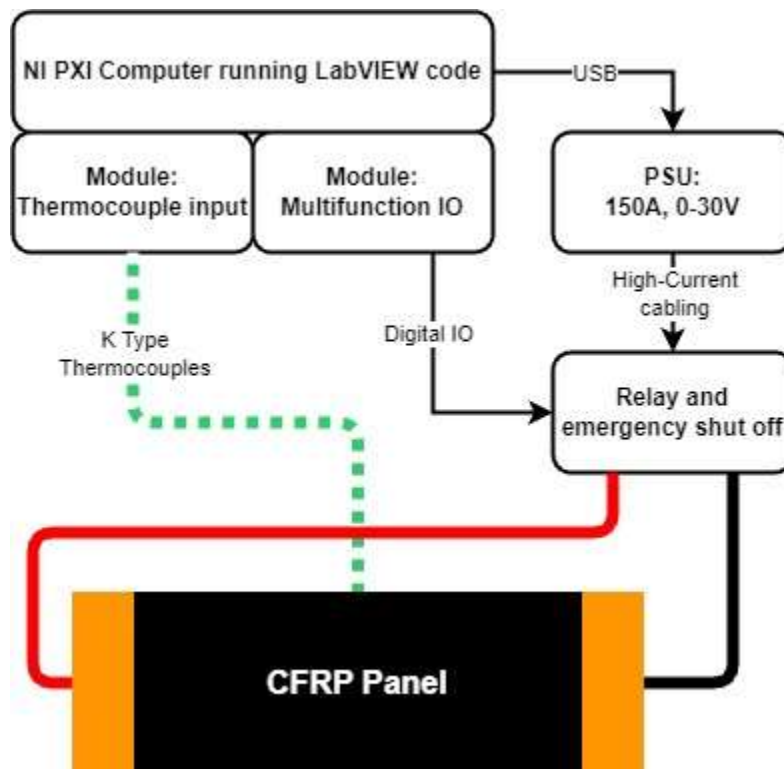 NI PXI Computer running LabVIEW code
USB
Module:
Thermocouple input
Module:
Multifunction IO
PSU:
150A, 0-30V
High-Current
cabling
K Type
Thermocouples
Digital IO
Relay and
emergency shut off
CFRP Panel